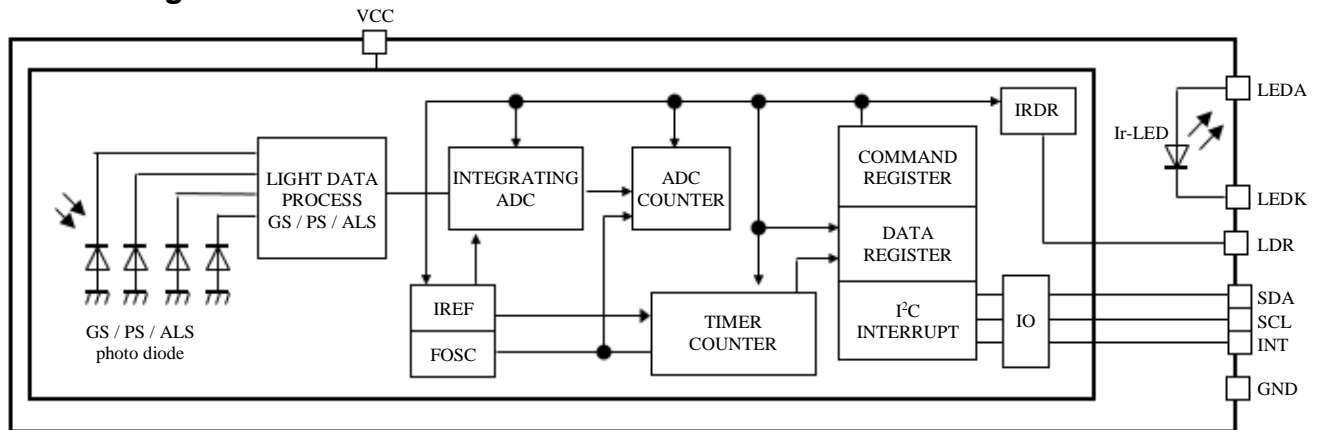 VCC
LEDA
IRDR
Ir-LED
COMMAND
REGISTER
LIGHT DATA
PROCESS
GS / PS / ALS
INTEGRATING
ADC
ADC
COUNTER
LEDK
DATA
REGISTER
LDR
IREF
FOSC
TIMER
COUNTER
I²C
INTERRUPT
IO
SDA
SCL
INT
GS / PS / ALS
photo diode
GND